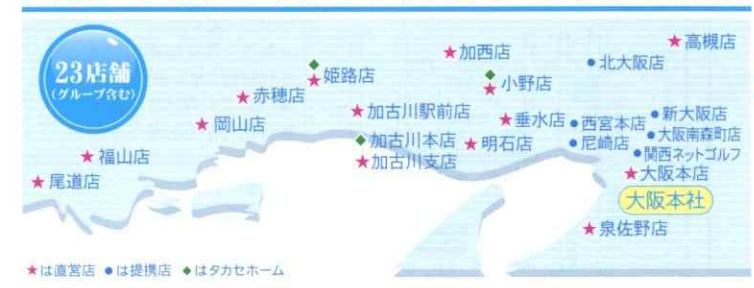 23店舗
(グループ含む)
★高槻店
★加西店
●北大阪店
★姫路店
★小野店
★赤穂店
★加古川駅前店
●新大阪店
★岡山店
★垂水店
●西宮本店
●大阪南森町店
◆加古川本店
★明石店
●尼崎店
●関西ネットゴルフ
★福山店
★加古川支店
★大阪本店
★尾道店
大阪本社
★泉佐野店
★は直営店 ●は提携店 ◆はタカセホーム